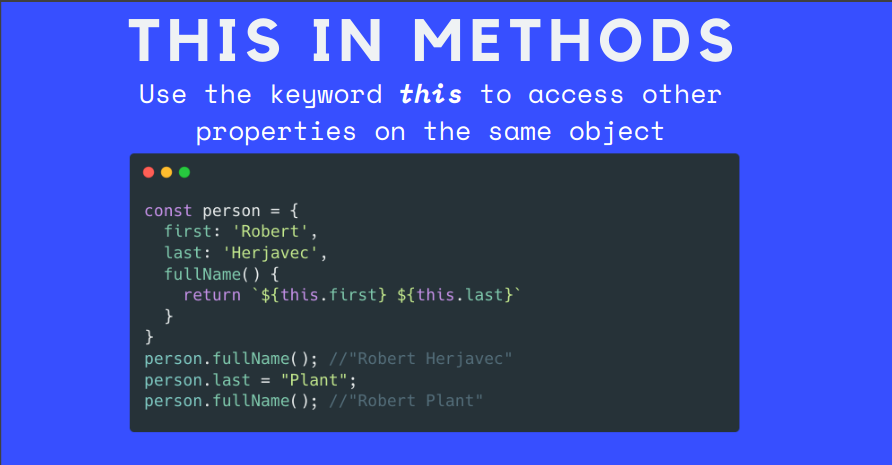 THIS IN METHODS
Use the keyword this to access other
properties on the same object
const person = {
  first: 'Robert',
  last: 'Herjavec',
  fullName() {
    return `${this.first} ${this.last}`
  }
}
person.fullName(); //"Robert Herjavec"
person.last = "Plant";
person.fullName(); //"Robert Plant"